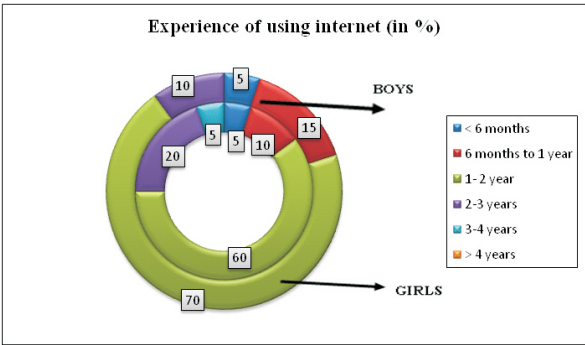 Experience of using internet (in %)
10
5
BOYS
5
5
10
15
20
60
70
GIRLS
< 6 months
6 months to 1 year
1- 2 year
2-3 years
3-4 years
> 4 years